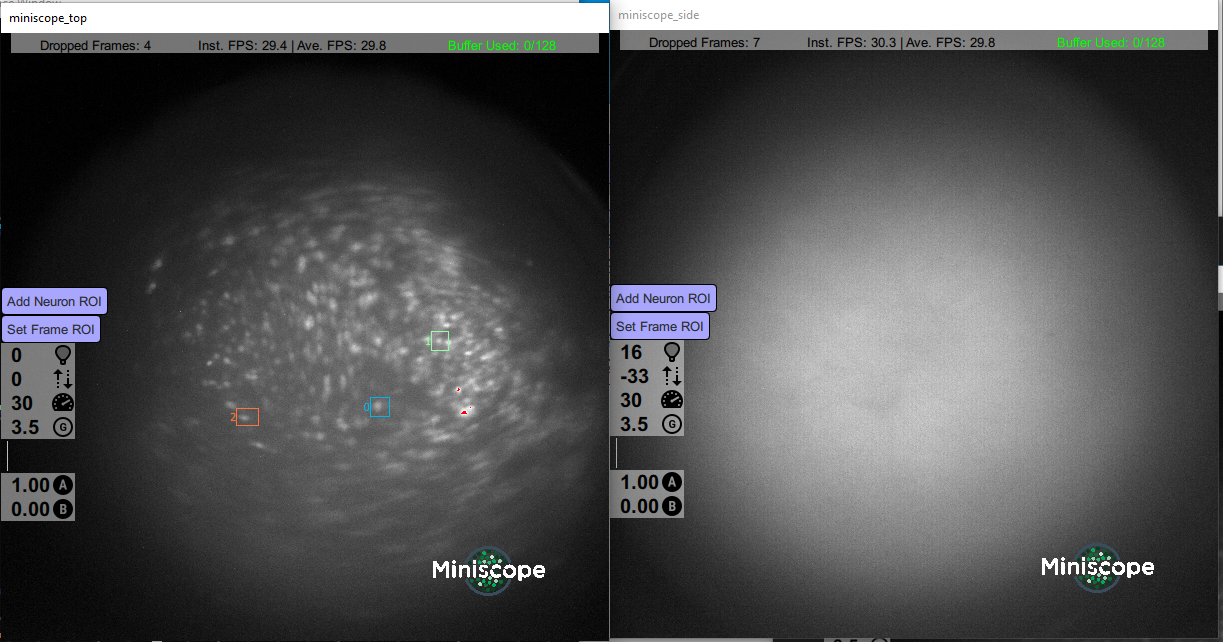 miniscope_top
Dropped Frames: 4 Inst. FPS: 29.4 | Ave. FPS: 29.8 Buffer Used: 0/128
Add Neuron ROI
Set Frame ROI
0
0
30
3.5 G
1.00 A
0.00 B
1
0
2
Miniscope
miniscope_side
Dropped Frames: 7 Inst. FPS: 30.3 | Ave. FPS: 29.8 Buffer Used: 0/128
Add Neuron ROI
Set Frame ROI
16
-33
30
3.5 G
1.00 A
0.00 B
Miniscope